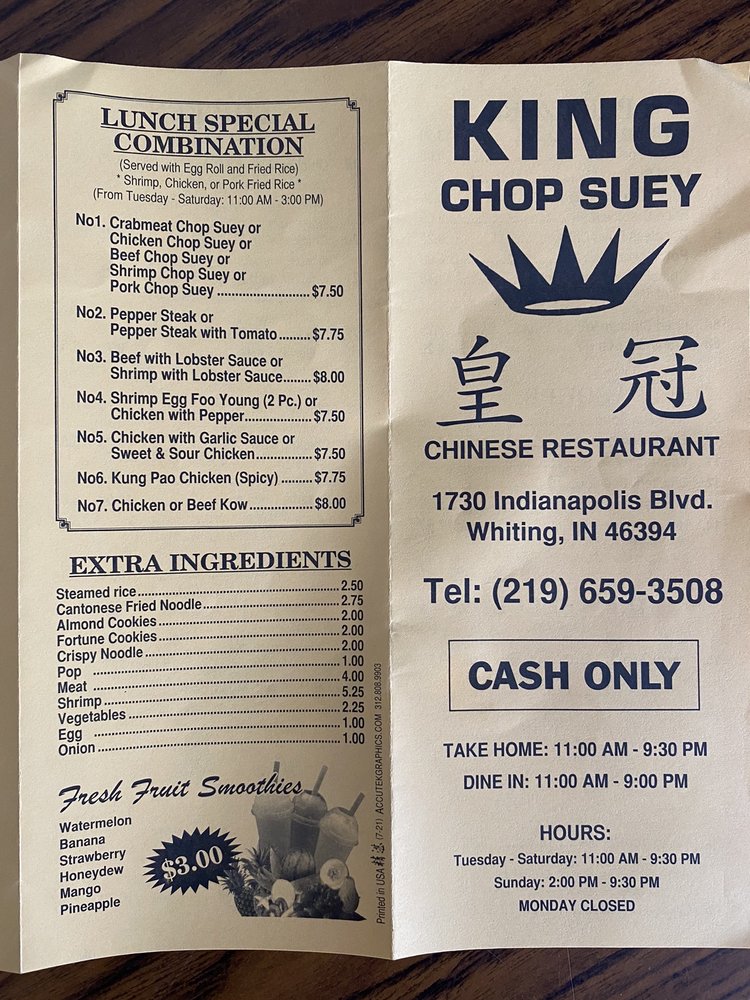 LUNCH SPECIAL
COMBINATION
(Served with Egg Roll and Fried Rice)
* Shrimp, Chicken, or Pork Fried Rice *
(From Tuesday - Saturday: 11:00 AM - 3:00 PM)
No1. Crabmeat Chop Suey or
Chicken Chop Suey or
Beef Chop Suey or
Shrimp Chop Suey or
Pork Chop Suey ............................ $7.50
No2. Pepper Steak or
Pepper Steak with Tomato ......... $7.75
No3. Beef with Lobster Sauce or
Shrimp with Lobster Sauce........ $8.00
No4. Shrimp Egg Foo Young (2 Pc.) or
Chicken with Pepper.................... $7.50
No5. Chicken with Garlic Sauce or
Sweet & Sour Chicken................. $7.50
No6. Kung Pao Chicken (Spicy) ......... $7.75
No7. Chicken or Beef Kow................... $8.00
EXTRA INGREDIENTS
Steamed rice.................................................. 2.50
Cantonese Fried Noodle.................................. 2.75
Almond Cookies............................................. 2.00
Fortune Cookies............................................. 2.00
Crispy Noodle................................................ 2.00
Pop .............................................................. 1.00
Meat ............................................................. 4.00
Shrimp.......................................................... 5.25
Vegetables .................................................... 2.25
Egg .............................................................. 1.00
Onion............................................................ 1.00
Fresh Fruit Smoothies
Watermelon
Banana
Strawberry
Honeydew
Mango
Pineapple
$3.00
Printed in USA (7-21) ACCUTEKGRAPHICS.COM 312.808.9903
KING
CHOP SUEY
皇 冠
CHINESE RESTAURANT
1730 Indianapolis Blvd.
Whiting, IN 46394
Tel: (219) 659-3508
CASH ONLY
TAKE HOME: 11:00 AM - 9:30 PM
DINE IN: 11:00 AM - 9:00 PM
HOURS:
Tuesday - Saturday: 11:00 AM - 9:30 PM
Sunday: 2:00 PM - 9:30 PM
MONDAY CLOSED